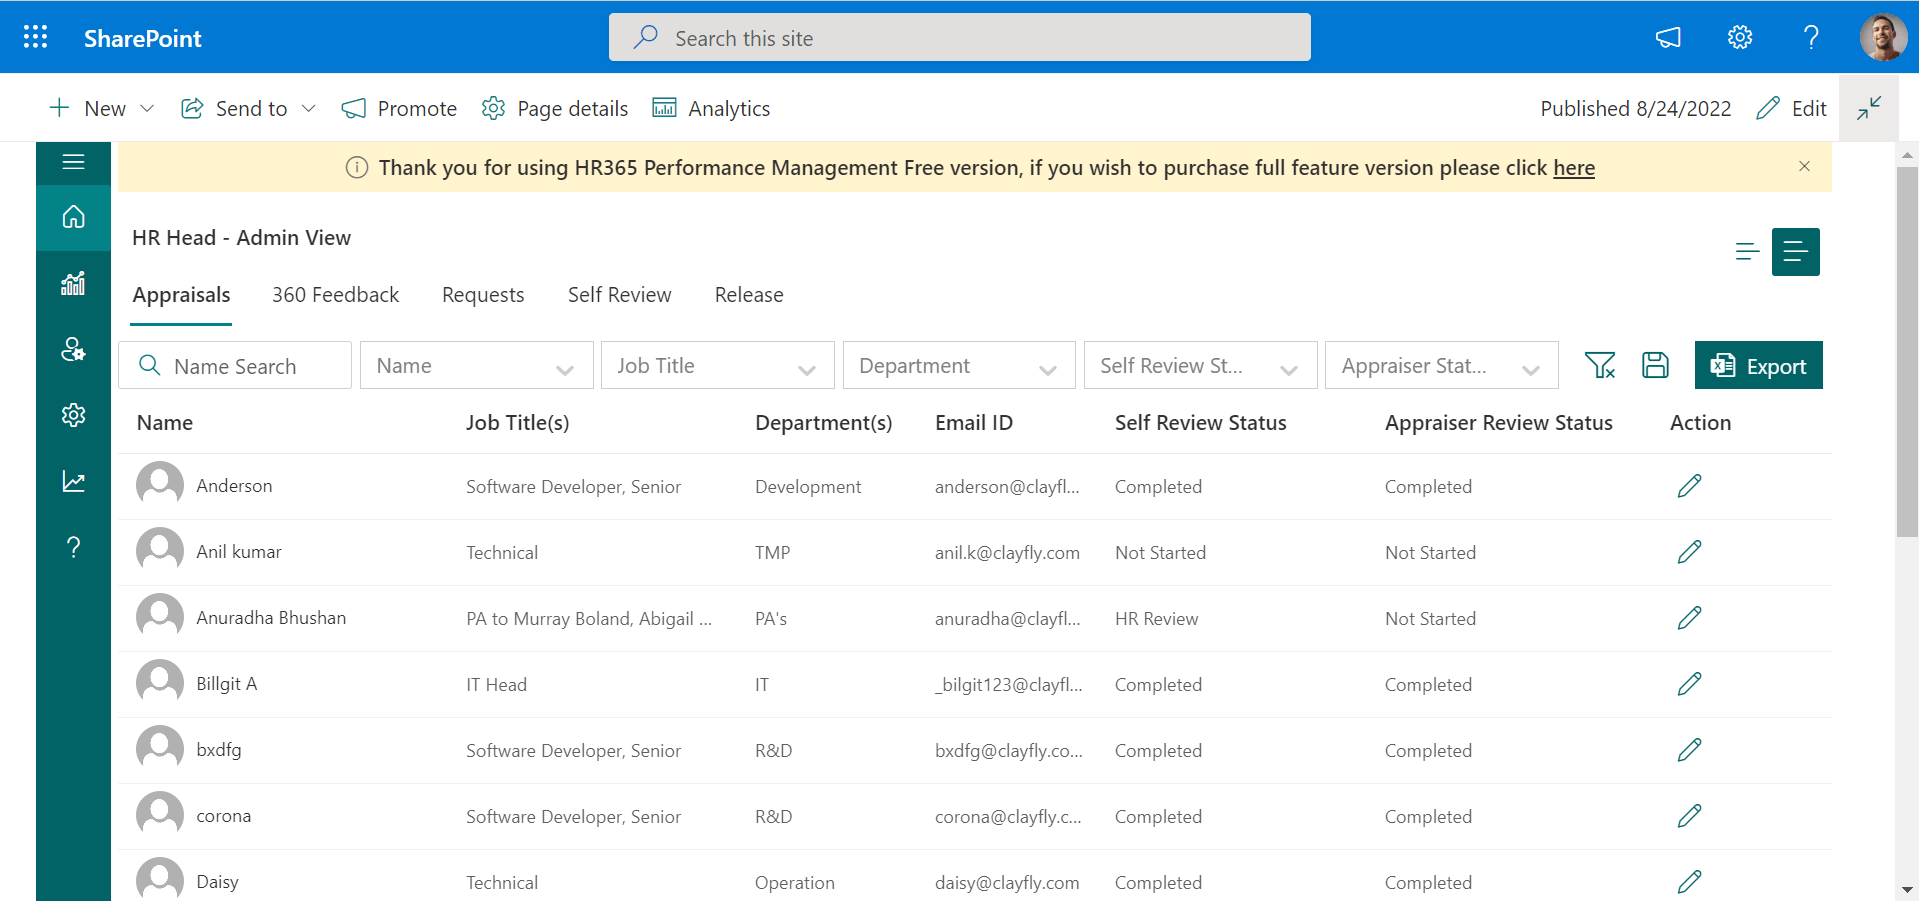 SharePoint
Search this site
New
Send to
Promote
Page details
Analytics
Published 8/24/2022
Edit
Thank you for using HR365 Performance Management Free version, if you wish to purchase full feature version please click here
HR Head - Admin View
Appraisals 360 Feedback Requests Self Review Release
Name Search Name Job Title Department Self Review St... Appraiser Stat... Export
Name Job Title(s) Department(s) Email ID Self Review Status Appraiser Review Status Action
Anderson Software Developer, Senior Development anderson@clayfl... Completed Completed
Anil kumar Technical TMP anil.k@clayfly.com Not Started Not Started
Anuradha Bhushan PA to Murray Boland, Abigail ... PA's anuradha@clayfl... HR Review Not Started
Billgit A IT Head IT _bilgit123@clayfl... Completed Completed
bxdfg Software Developer, Senior R&D bxdfg@clayfly.co... Completed Completed
corona Software Developer, Senior R&D corona@clayfly.c... Completed Completed
Daisy Technical Operation daisy@clayfly.com Completed Completed